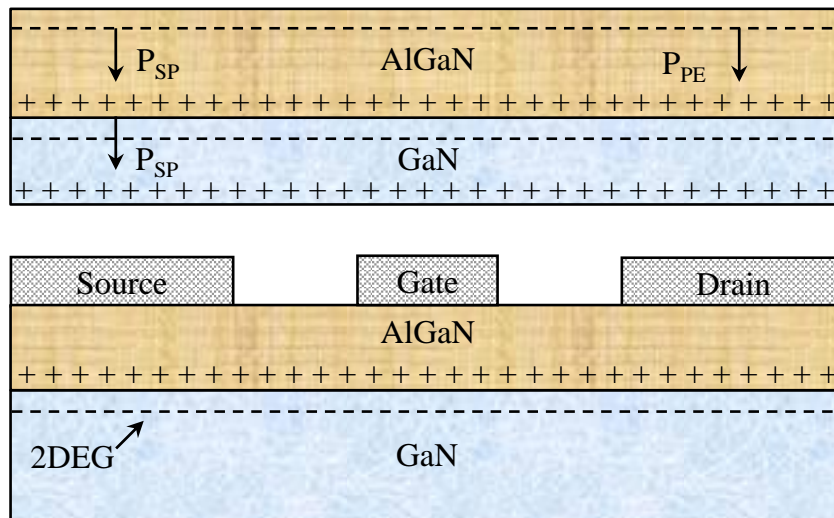 P_SP AlGaN P_PE
+ + + + + + + + + + + + + + + + + + + + + + + + + + + + + +
P_SP GaN
+ + + + + + + + + + + + + + + + + + + + + + + + + + + + + +
Source Gate Drain
AlGaN
+ + + + + + + + + + + + + + + + + + + + + + + + + + + + + +
2DEG GaN